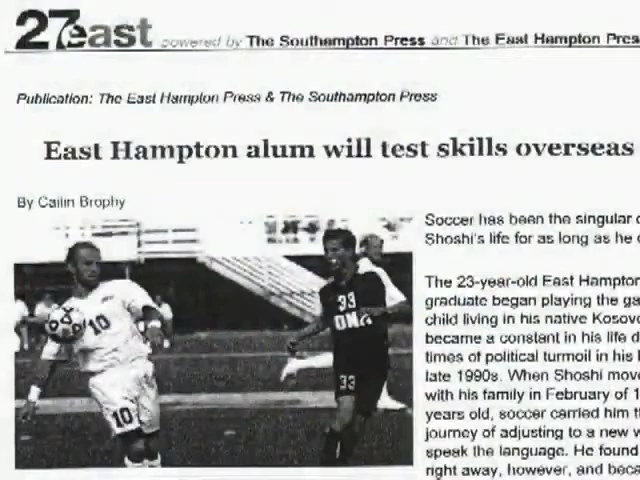 27east powered by The Southampton Press and The East Hampton Pres
Publication: The East Hampton Press & The Southampton Press
East Hampton alum will test skills overseas
By Cailin Brophy
Soccer has been the singular
Shoshi's life for as long as he
The 23-year-old East Hampton
graduate began playing the ga
child living in his native Kosovo
became a constant in his life d
times of political turmoil in his
late 1990s. When Shoshi move
with his family in February of 1
years old, soccer carried him t
journey of adjusting to a new w
speak the language. He found
right away, however, and beca
10
10
33
33